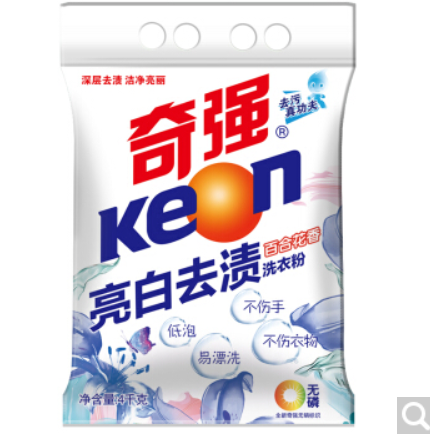 深层去渍 洁净亮丽
去污
真功夫
奇强
®
Keon
百合花香
亮白去渍
洗衣粉
不伤手
低泡
不伤衣物
易漂洗
无磷
净含量4千克